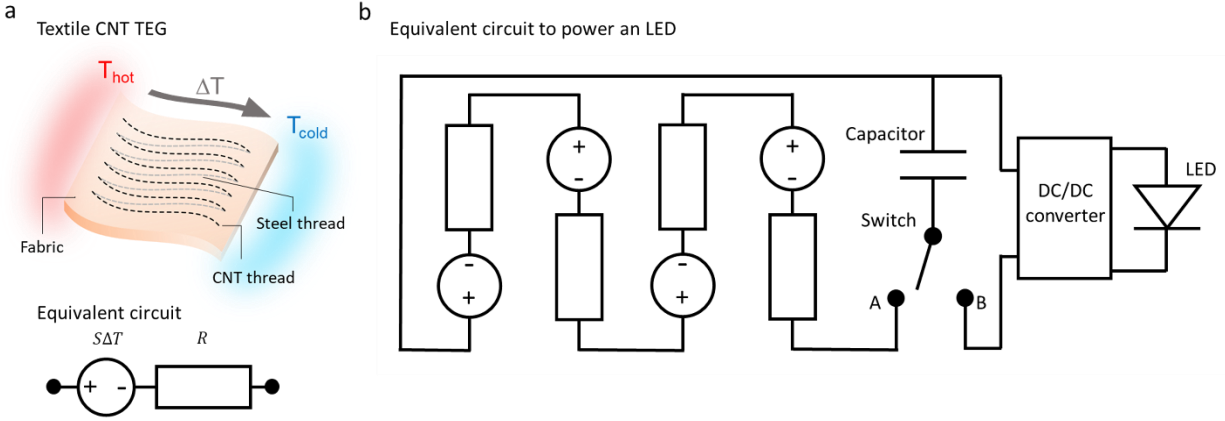 a
Textile CNT TEG
T_hot
ΔT
T_cold
Fabric
Steel thread
CNT thread
Equivalent circuit
SΔT
R
+ -
b
Equivalent circuit to power an LED
+
-
+
-
-
+
-
+
Capacitor
Switch
A
B
DC/DC
converter
LED